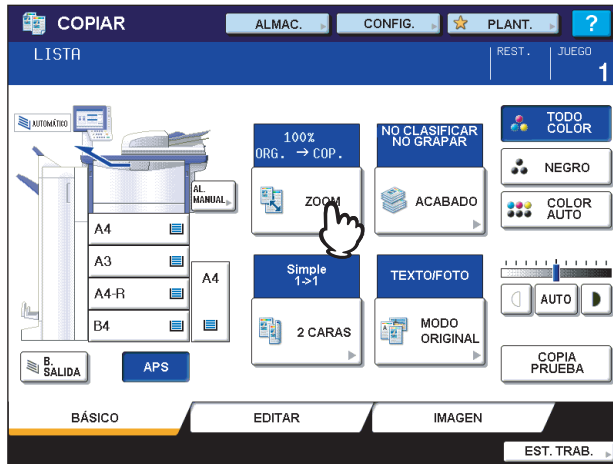 COPIAR
ALMAC.
CONFIG.
PLANT.
?
LISTA
REST.
JUEGO
1
AUTOMÁTICO
100%
ORG. → COP.
ZOOM
NO CLASIFICAR
NO GRAPAR
ACABADO
TODO
COLOR
NEGRO
COLOR
AUTO
AL.
MANUAL
A4
A3
A4-R
B4
A4
Simple
1->1
2 CARAS
TEXTO/FOTO
MODO
ORIGINAL
AUTO
B.
SALIDA
APS
COPIA
PRUEBA
BÁSICO
EDITAR
IMAGEN
EST. TRAB.